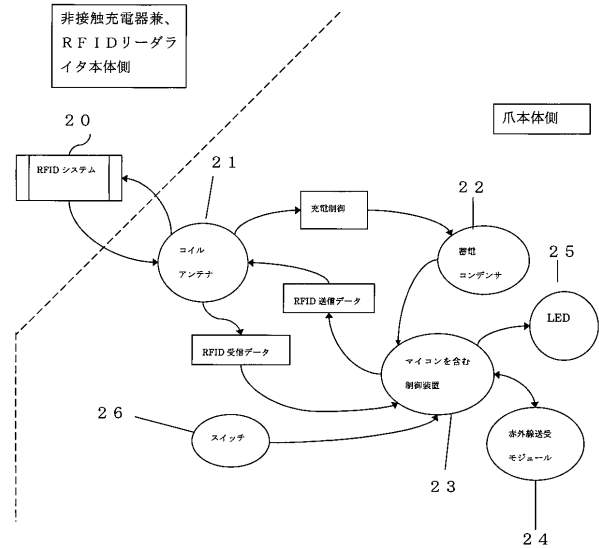 非接触充電器兼、
ＲＦＩＤリーダラ
イタ本体側
爪本体側
２０
RFID システム
２１
コイル
アンテナ
充電制御
２２
蓄電
コンデンサ
２５
LED
RFID 送信データ
RFID 受信データ
マイコンを含む
制御装置
２６
スイッチ
２３
赤外線送受
モジュール
２４